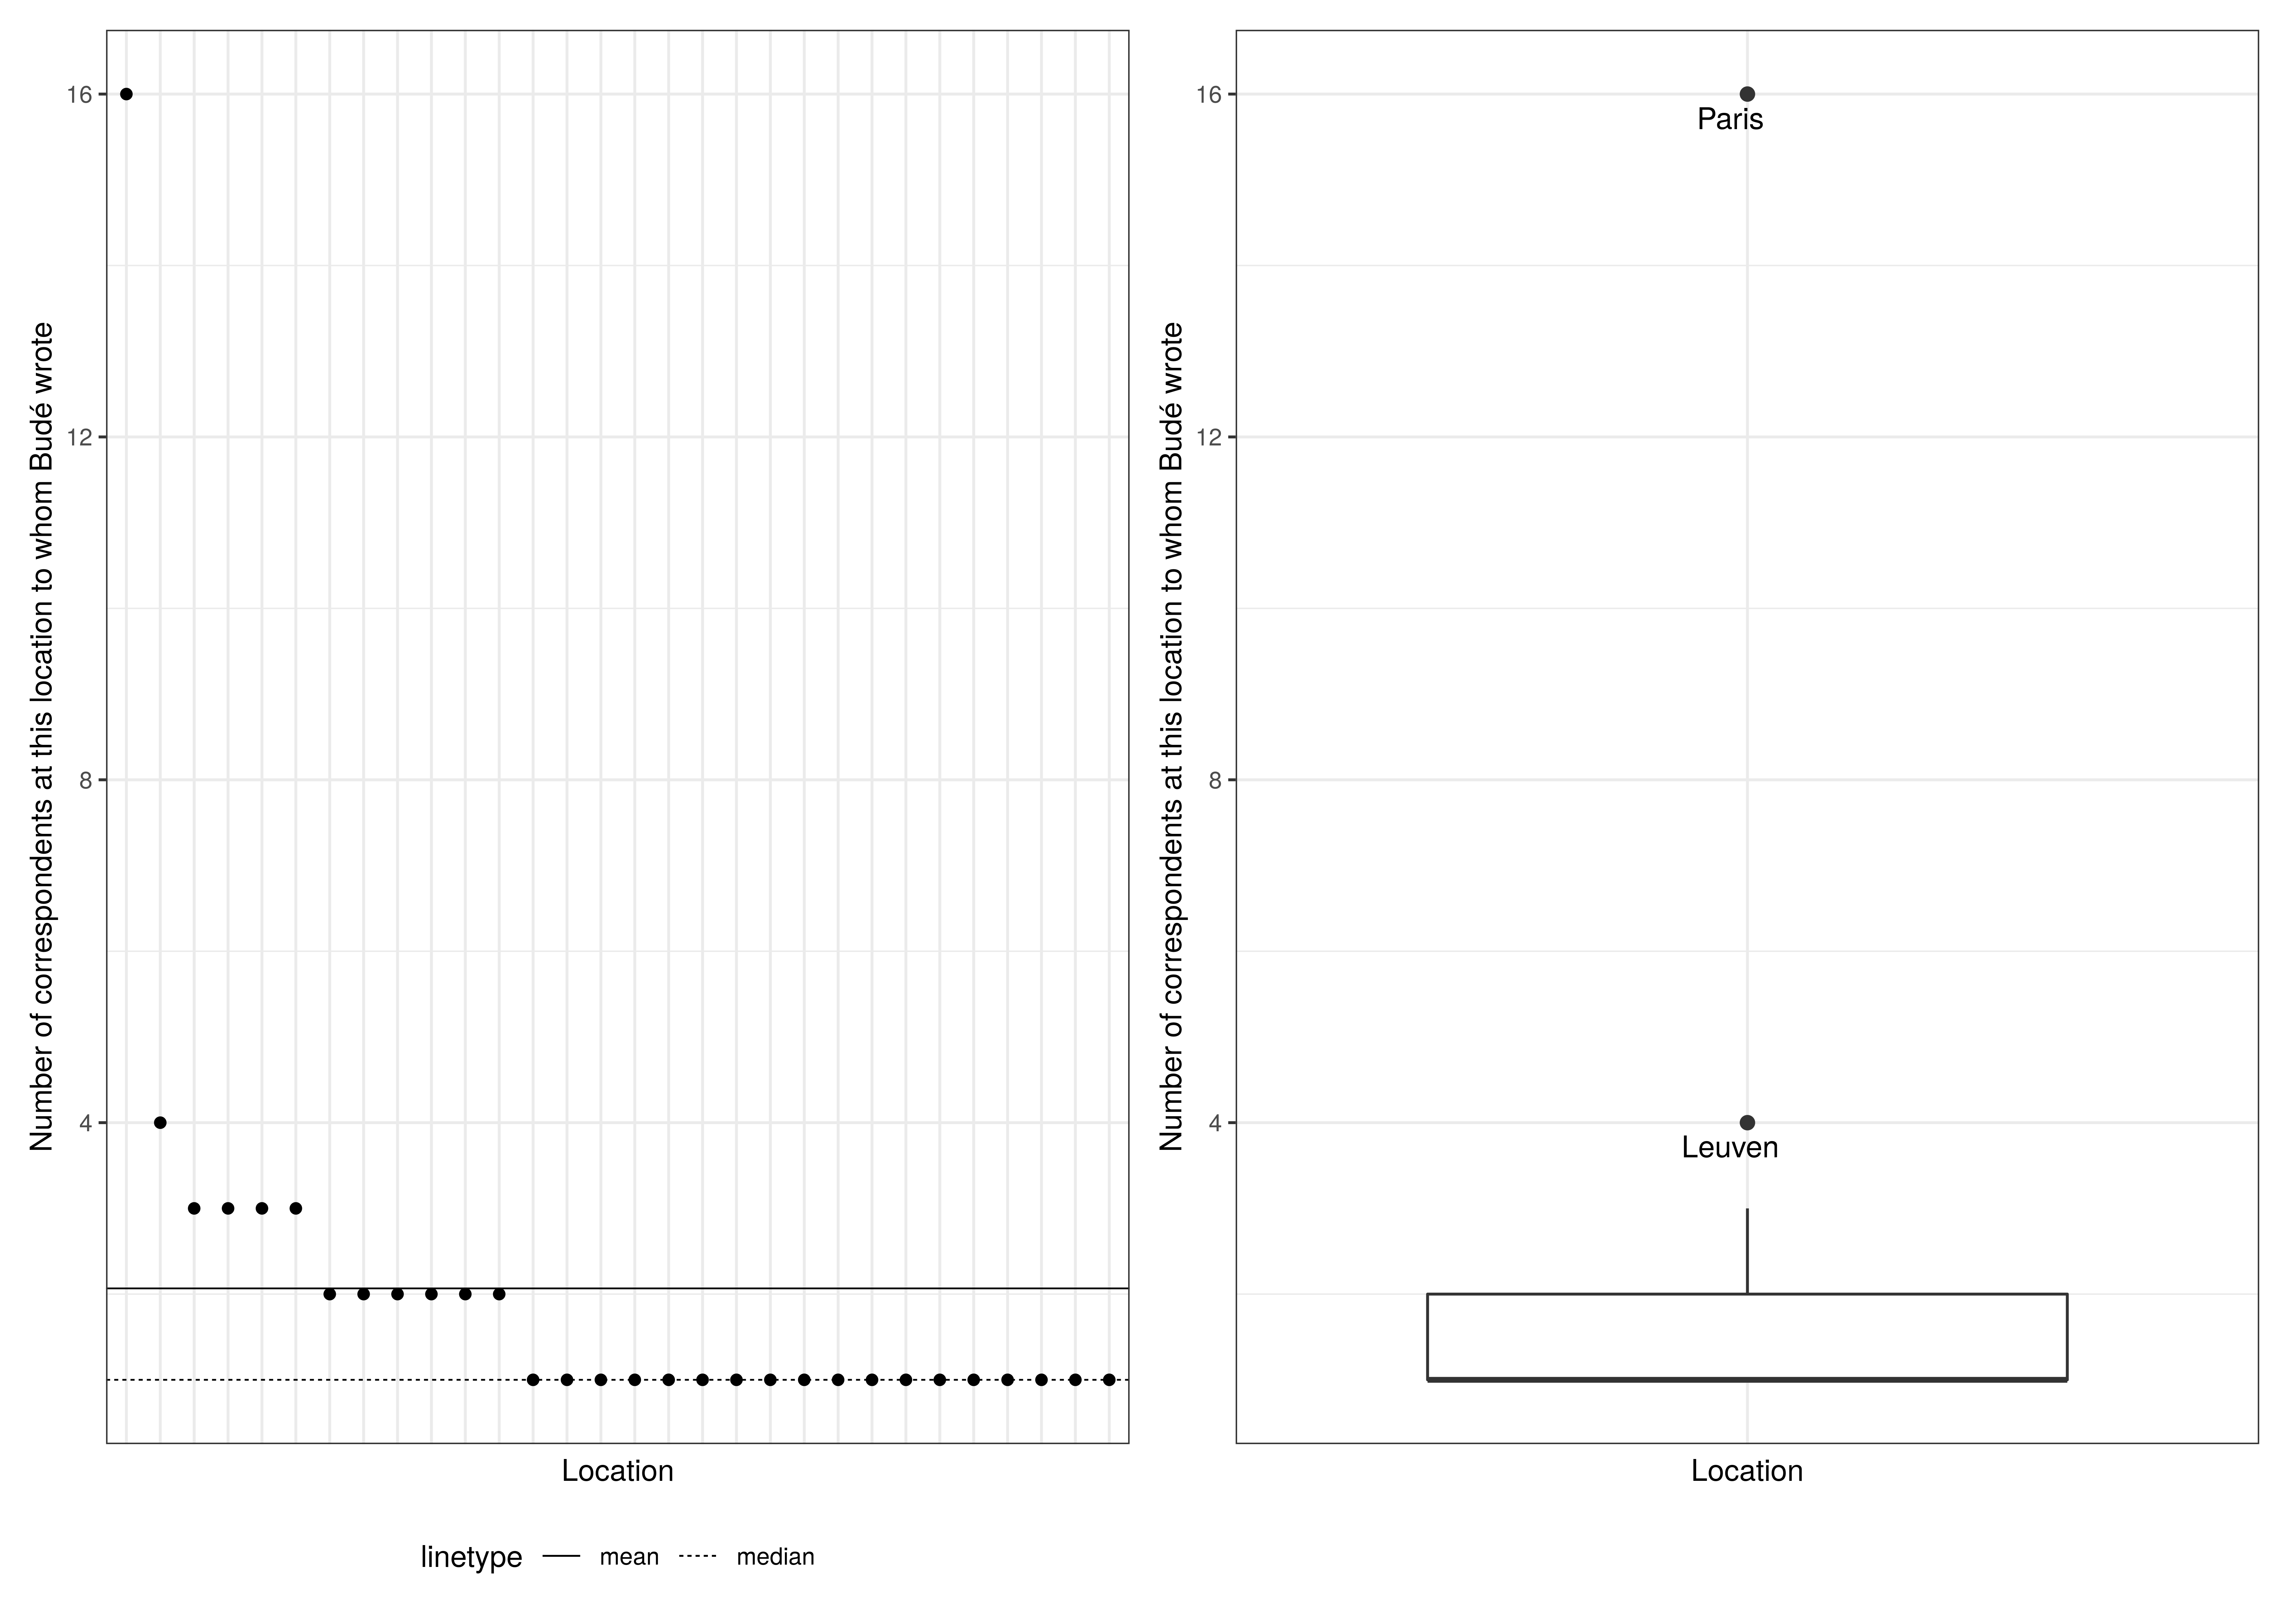 Number of correspondents at this location to whom Budé wrote
16
12
8
4
Location
linetype mean median
Number of correspondents at this location to whom Budé wrote
16
12
8
4
Paris
Leuven
Location